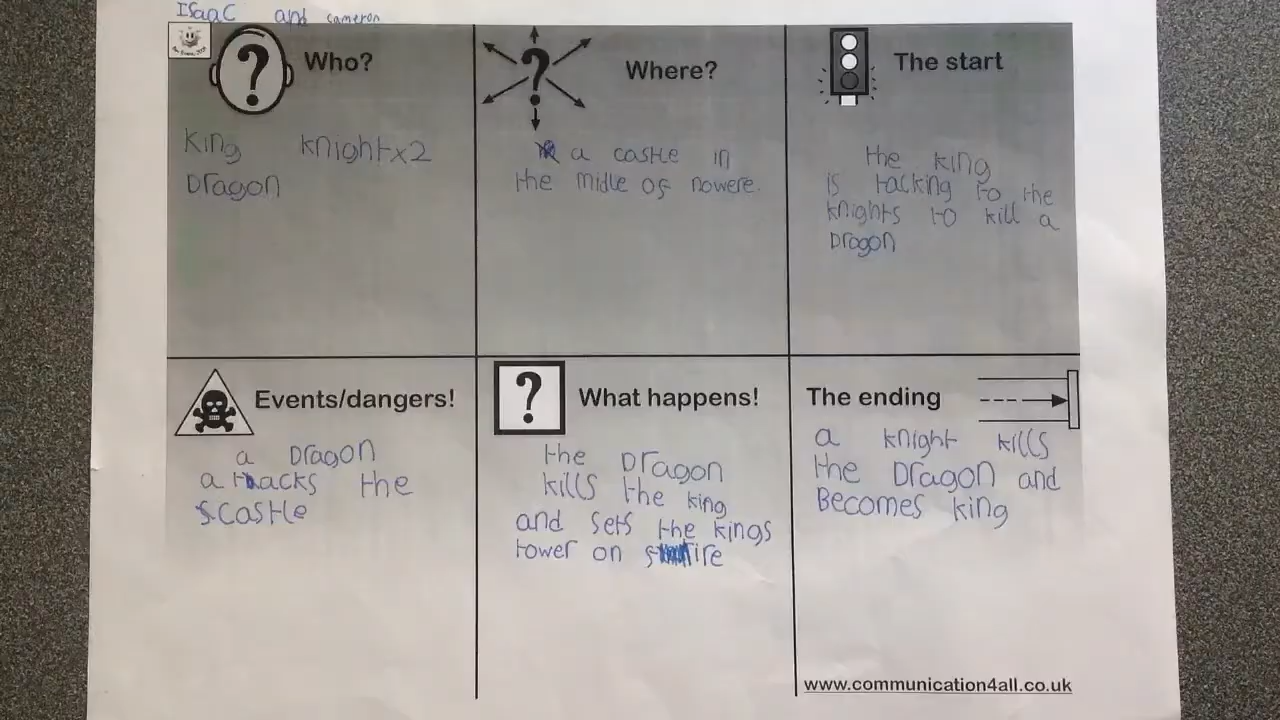 ISaaC and cameron
Who?
King knight×2
Dragon
Where?
a castle in
the midle of nowere.
The start
the king
is tacking to the
knights to kill a
Dragon
Events/dangers!
a Dragon
attacks the
castle
What happens!
the Dragon
kills the king
and sets the kings
tower on fire
The ending
a knight kills
the Dragon and
Becomes king
www.communication4all.co.uk